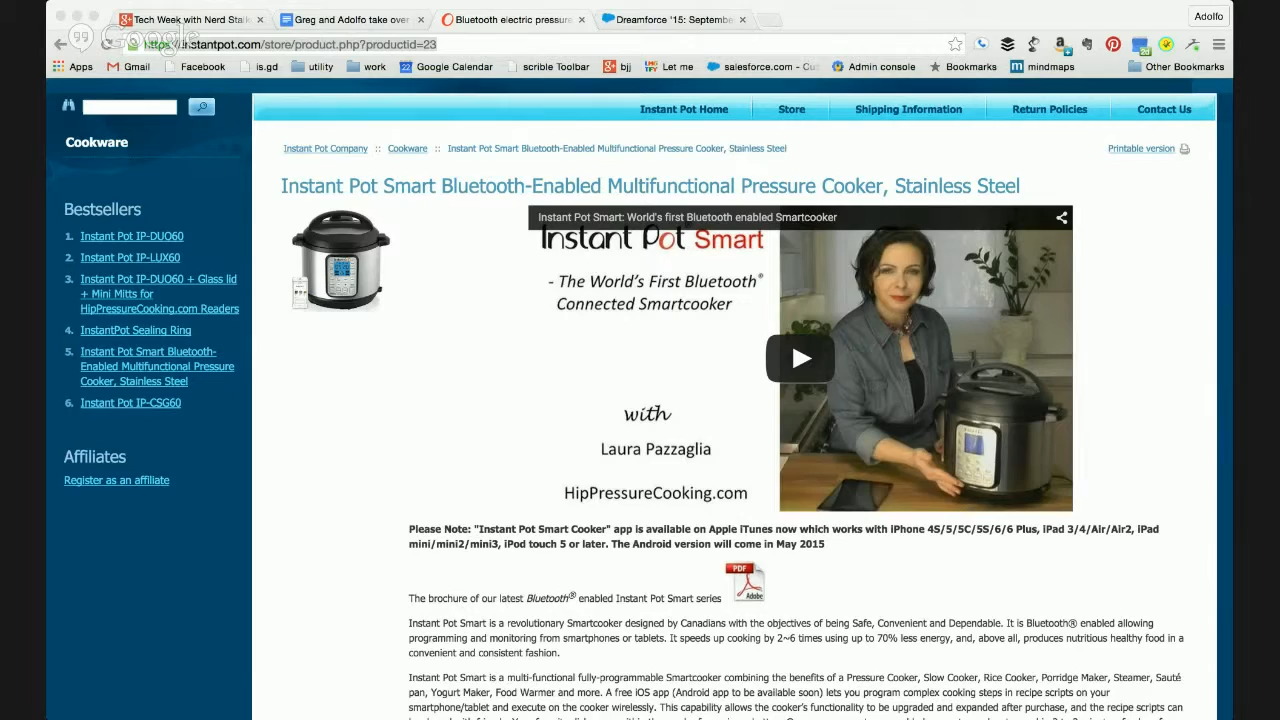 Tech Week with Nerd Stalk
Greg and Adolfo take over
Bluetooth electric pressure
Dreamforce '15: Septemb
Adolfo
Google
https://instantpot.com/store/product.php?productid=23
Apps
Gmail
Facebook
is.gd
utility
work
22 Google Calendar
scrible Toolbar
bjj
Let me
salesforce.com - Cus
Admin console
Bookmarks
mindmaps
Other Bookmarks
Instant Pot Home
Store
Shipping Information
Return Policies
Contact Us
Cookware
Bestsellers
1. Instant Pot IP-DUO60
2. Instant Pot IP-LUX60
3. Instant Pot IP-DUO60 + Glass lid
+ Mini Mitts for
HipPressureCooking.com Readers
4. InstantPot Sealing Ring
5. Instant Pot Smart Bluetooth-
Enabled Multifunctional Pressure
Cooker, Stainless Steel
6. Instant Pot IP-CSG60
Affiliates
Register as an affiliate
Instant Pot Company :: Cookware :: Instant Pot Smart Bluetooth-Enabled Multifunctional Pressure Cooker, Stainless Steel
Printable version
Instant Pot Smart Bluetooth-Enabled Multifunctional Pressure Cooker, Stainless Steel
Instant Pot Smart: World's first Bluetooth enabled Smartcooker
Instant Pot Smart
- The World's First Bluetooth®
Connected Smartcooker
with
Laura Pazzaglia
HipPressureCooking.com
Please Note: "Instant Pot Smart Cooker" app is available on Apple iTunes now which works with iPhone 4S/5/5C/5S/6/6 Plus, iPad 3/4/Air/Air2, iPad
mini/mini2/mini3, iPod touch 5 or later. The Android version will come in May 2015
PDF
Adobe
The brochure of our latest Bluetooth® enabled Instant Pot Smart series
Instant Pot Smart is a revolutionary Smartcooker designed by Canadians with the objectives of being Safe, Convenient and Dependable. It is Bluetooth® enabled allowing
programming and monitoring from smartphones or tablets. It speeds up cooking by 2~6 times using up to 70% less energy, and, above all, produces nutritious healthy food in a
convenient and consistent fashion.
Instant Pot Smart is a multi-functional fully-programmable Smartcooker combining the benefits of a Pressure Cooker, Slow Cooker, Rice Cooker, Porridge Maker, Steamer, Sauté
pan, Yogurt Maker, Food Warmer and more. A free iOS app (Android app to be available soon) lets you program complex cooking steps in recipe scripts on your
smartphone/tablet and execute on the cooker wirelessly. This capability allows the cooker's functionality to be upgraded and expanded after purchase, and the recipe scripts can